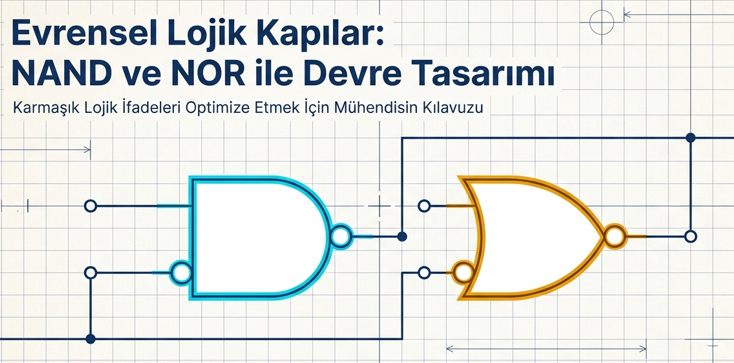 Evrensel Lojik Kapılar:
NAND ve NOR ile Devre Tasarımı
Karmaşık Lojik İfadeleri Optimize Etmek İçin Mühendisin Kılavuzu